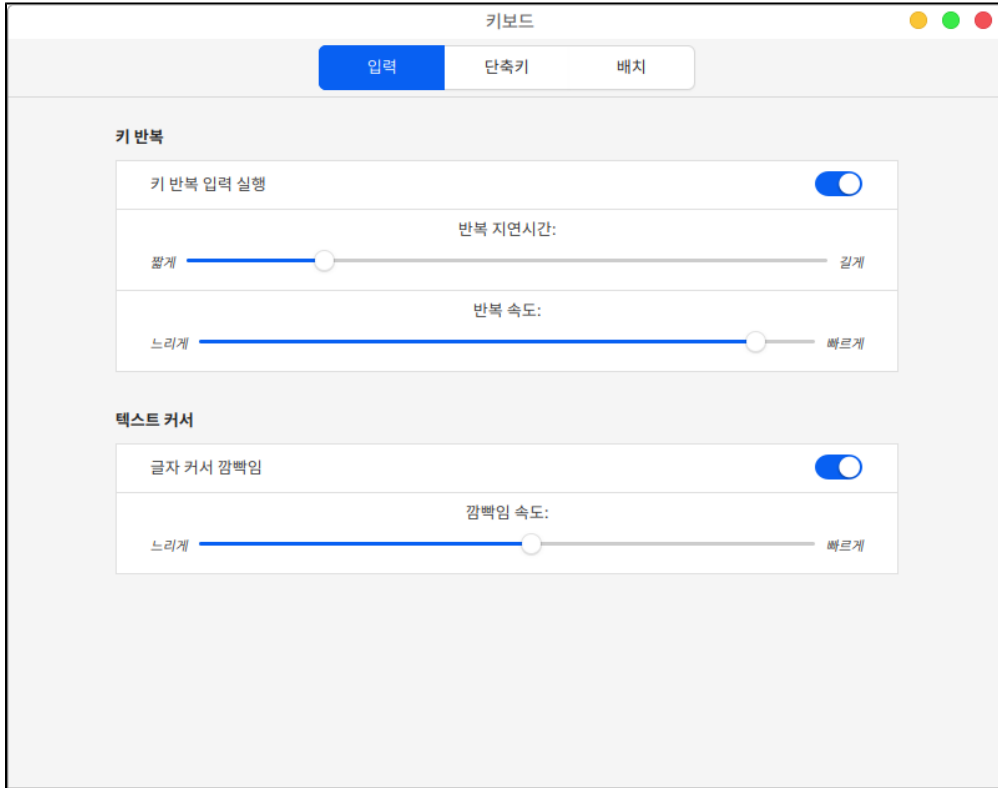 키보드
입력 단축키 배치
키 반복
키 반복 입력 실행
반복 지연시간:
짧게 길게
반복 속도:
느리게 빠르게
텍스트 커서
글자 커서 깜빡임
깜빡임 속도:
느리게 빠르게